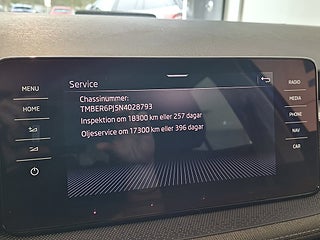 MENU
HOME
Service
Chassinummer:
TMBER6PJ5N4028793
Inspektion om 18300 km eller 257 dagar
Oljeservice om 17300 km eller 396 dagar
RADIO
MEDIA
PHONE
NAV
CAR